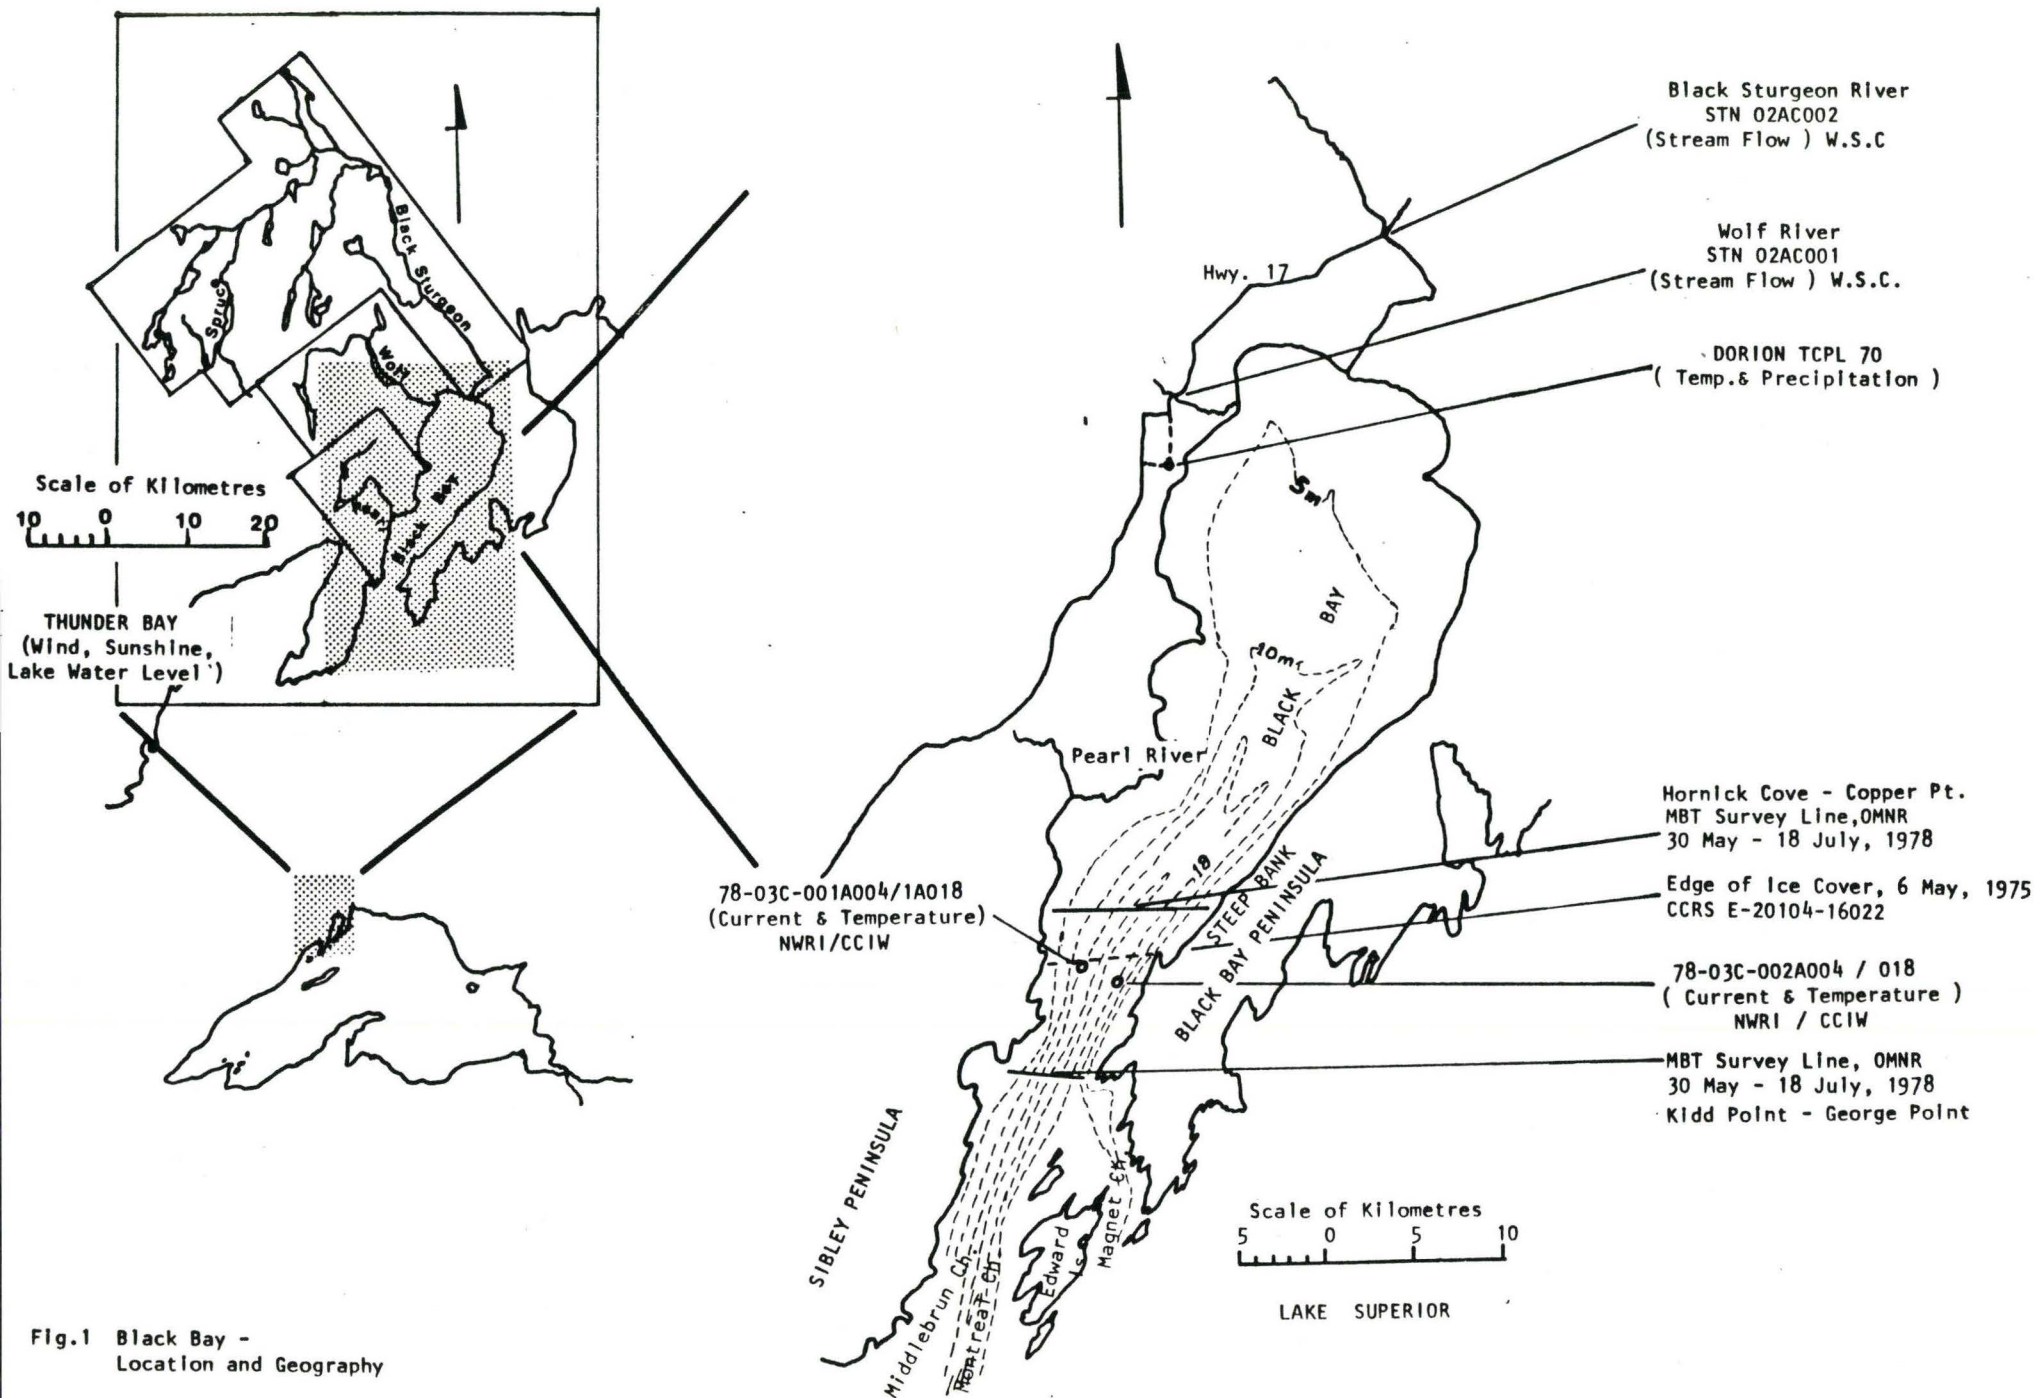 Black Sturgeon
Spruce
Wolf
Pearl
Black Bay
Scale of Kilometres
10 0 10 20
THUNDER BAY
(Wind, Sunshine,
Lake Water Level)
Black Sturgeon River
STN 02AC002
(Stream Flow ) W.S.C
Wolf River
STN 02AC001
(Stream Flow ) W.S.C.
DORION TCPL 70
( Temp.& Precipitation )
Hwy. 17
5m
BLACK BAY
10m
Pearl River
18
STEEP BANK
BLACK BAY PENINSULA
Hornick Cove - Copper Pt.
MBT Survey Line,OMNR
30 May - 18 July, 1978
Edge of Ice Cover, 6 May, 1975
CCRS E-20104-16022
78-03C-001A004/1A018
(Current & Temperature)
NWRI/CCIW
78-03C-002A004 / 018
( Current & Temperature )
NWRI / CCIW
MBT Survey Line, OMNR
30 May - 18 July, 1978
Kidd Point - George Point
SIBLEY PENINSULA
Middlebrun Ch.
Montreal Ch.
Edward
Isl
Magnet Ch.
Scale of Kilometres
5 0 5 10
LAKE SUPERIOR
Fig.1 Black Bay -
Location and Geography